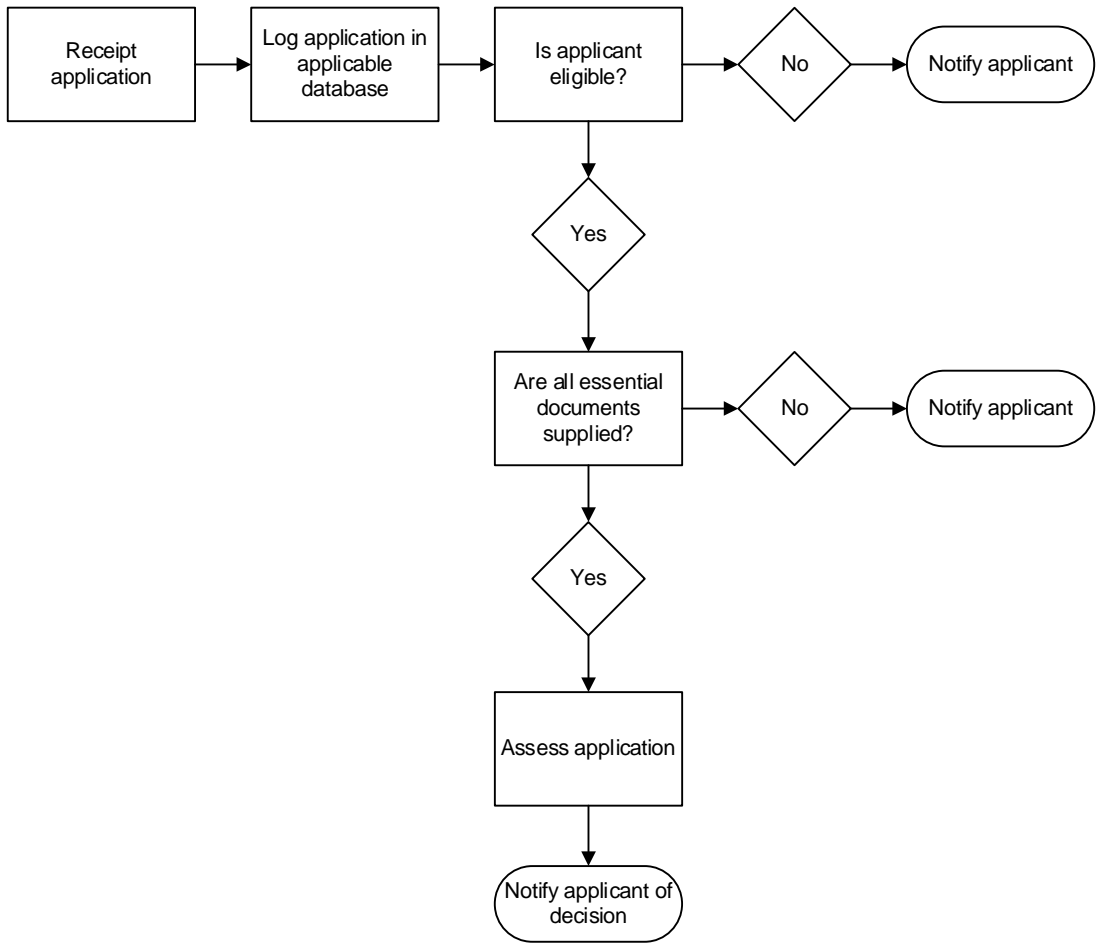 Receipt
application
Log application in
applicable
database
Is applicant
eligible?
No
Notify applicant
Yes
Are all essential
documents
supplied?
No
Notify applicant
Yes
Assess application
Notify applicant of
decision